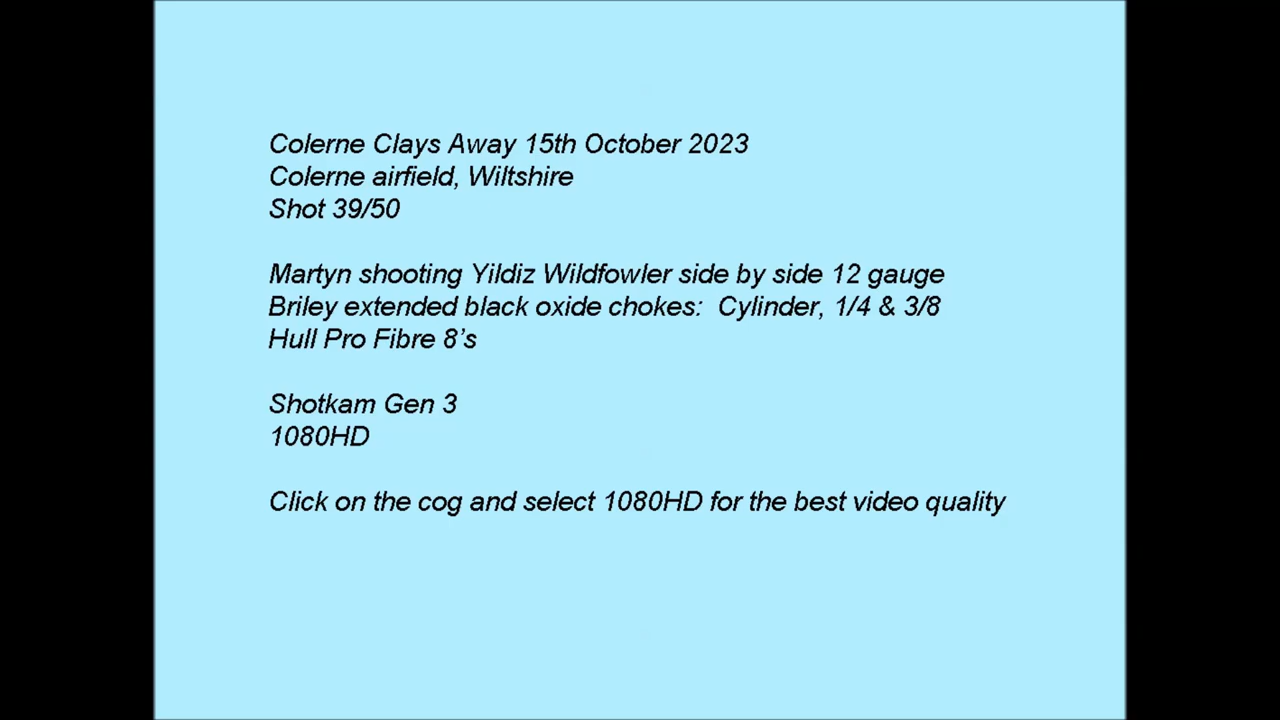 Colerne Clays Away 15th October 2023
Colerne airfield, Wiltshire
Shot 39/50
Martyn shooting Yildiz Wildfowler side by side 12 gauge
Briley extended black oxide chokes:  Cylinder, 1/4 & 3/8
Hull Pro Fibre 8’s
Shotkam Gen 3
1080HD
Click on the cog and select 1080HD for the best video quality